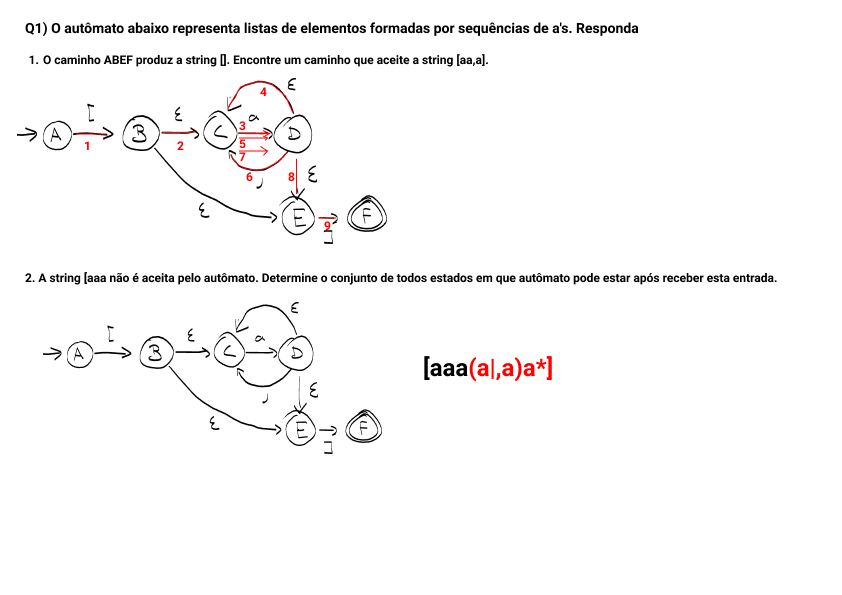 Q1) O autômato abaixo representa listas de elementos formadas por sequências de a's. Responda
1. O caminho ABEF produz a string []. Encontre um caminho que aceite a string [aa,a].
[ ε 4 ε
A 1 B 2 C a 3 5 7 D
6 , 8 ε
ε E 9 ] F
2. A string [aaa não é aceita pelo autômato. Determine o conjunto de todos estados em que autômato pode estar após receber esta entrada.
[ ε ε
A B C a D
, ε
ε E ] F
[aaa(a|,a)a*]